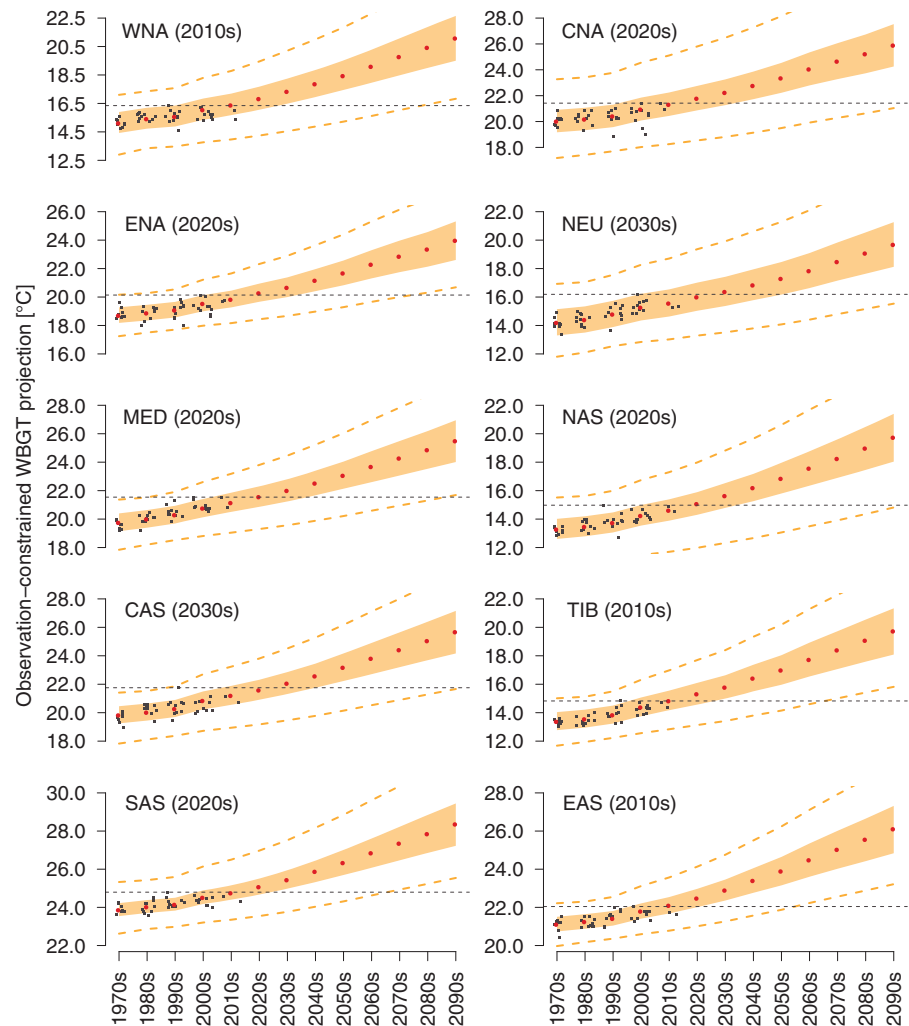 Observation−constrained WBGT projection [°C]
WNA (2010s)
22.5
20.5
18.5
16.5
14.5
12.5
CNA (2020s)
28.0
26.0
24.0
22.0
20.0
18.0
ENA (2020s)
26.0
24.0
22.0
20.0
18.0
16.0
NEU (2030s)
22.0
20.0
18.0
16.0
14.0
12.0
MED (2020s)
28.0
26.0
24.0
22.0
20.0
18.0
NAS (2020s)
22.0
20.0
18.0
16.0
14.0
12.0
CAS (2030s)
28.0
26.0
24.0
22.0
20.0
18.0
TIB (2010s)
22.0
20.0
18.0
16.0
14.0
12.0
SAS (2020s)
30.0
28.0
26.0
24.0
22.0
EAS (2010s)
28.0
26.0
24.0
22.0
20.0
1970s
1980s
1990s
2000s
2010s
2020s
2030s
2040s
2050s
2060s
2070s
2080s
2090s
1970s
1980s
1990s
2000s
2010s
2020s
2030s
2040s
2050s
2060s
2070s
2080s
2090s